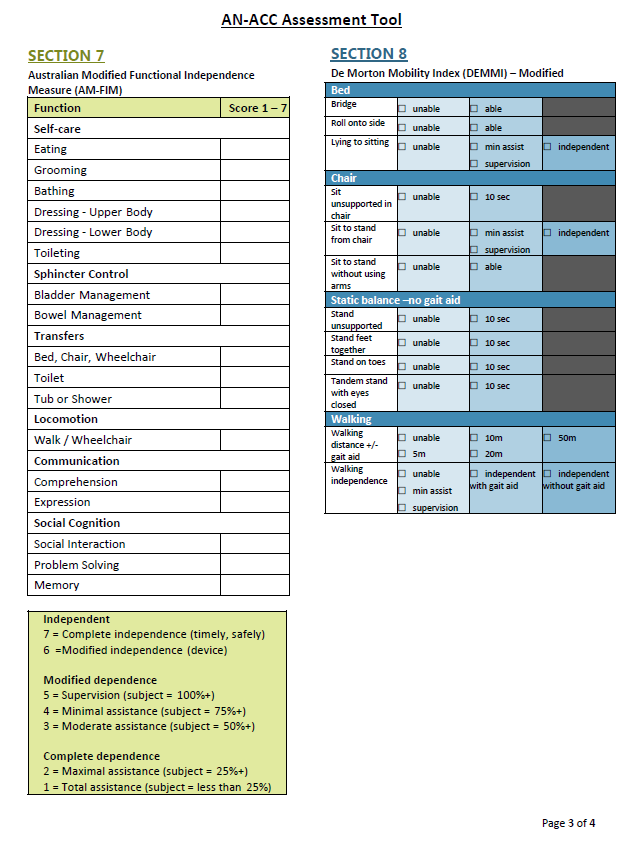 AN-ACC Assessment Tool
SECTION 7
Australian Modified Functional Independence
Measure (AM-FIM)
Function Score 1 – 7
Self-care
Eating
Grooming
Bathing
Dressing - Upper Body
Dressing - Lower Body
Toileting
Sphincter Control
Bladder Management
Bowel Management
Transfers
Bed, Chair, Wheelchair
Toilet
Tub or Shower
Locomotion
Walk / Wheelchair
Communication
Comprehension
Expression
Social Cognition
Social Interaction
Problem Solving
Memory
Independent
7 = Complete independence (timely, safely)
6 =Modified independence (device)
Modified dependence
5 = Supervision (subject = 100%+)
4 = Minimal assistance (subject = 75%+)
3 = Moderate assistance (subject = 50%+)
Complete dependence
2 = Maximal assistance (subject = 25%+)
1 = Total assistance (subject = less than 25%)
SECTION 8
De Morton Mobility Index (DEMMI) – Modified
Bed
Bridge ☐ unable ☐ able
Roll onto side ☐ unable ☐ able
Lying to sitting ☐ unable ☐ min assist ☐ independent
☐ supervision
Chair
Sit
unsupported in ☐ unable ☐ 10 sec
chair
Sit to stand
from chair ☐ unable ☐ min assist ☐ independent
☐ supervision
Sit to stand
without using ☐ unable ☐ able
arms
Static balance –no gait aid
Stand
unsupported ☐ unable ☐ 10 sec
Stand feet
together ☐ unable ☐ 10 sec
Stand on toes ☐ unable ☐ 10 sec
Tandem stand
with eyes ☐ unable ☐ 10 sec
closed
Walking
Walking
distance +/- ☐ unable ☐ 10m ☐ 50m
gait aid ☐ 5m ☐ 20m
Walking ☐ unable ☐ independent ☐ independent
independence with gait aid without gait aid
☐ min assist
☐ supervision
Page 3 of 4